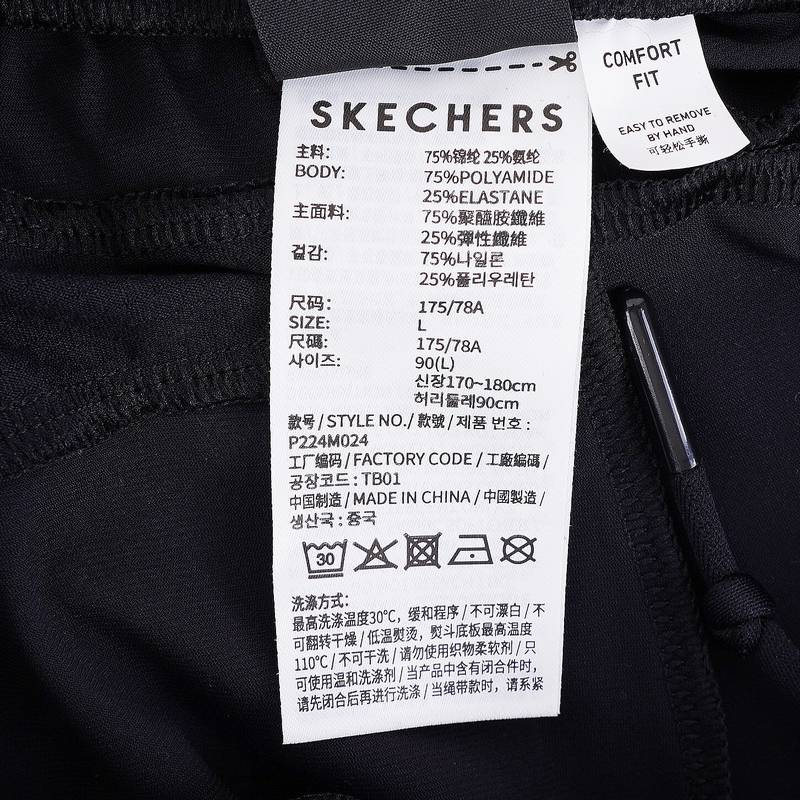 SKECHERS
主料: 75%锦纶 25%氨纶
BODY: 75%POLYAMIDE
25%ELASTANE
主面料: 75%聚醯胺纖維
25%彈性纖維
겉감: 75%나일론
25%폴리우레탄
尺码: 175/78A
SIZE: L
尺碼: 175/78A
사이즈: 90(L)
신장170~180cm
허리둘레90cm
款号 / STYLE NO. / 款號 / 제품 번호 :
P224M024
工厂编码 / FACTORY CODE / 工廠編碼 /
공장코드 : TB01
中国制造 / MADE IN CHINA / 中國製造 /
생산국 : 중국
30
洗涤方式:
最高洗涤温度30°C，缓和程序 / 不可漂白 / 不
可翻转干燥 / 低温熨烫，熨斗底板最高温度
110°C / 不可干洗 / 请勿使用织物柔软剂 / 只
可使用温和洗涤剂 / 当产品中含有闭合件时，
请先闭合后再进行洗涤 / 当绳带款时，请系紧
COMFORT
FIT
EASY TO REMOVE
BY HAND
可轻松手撕